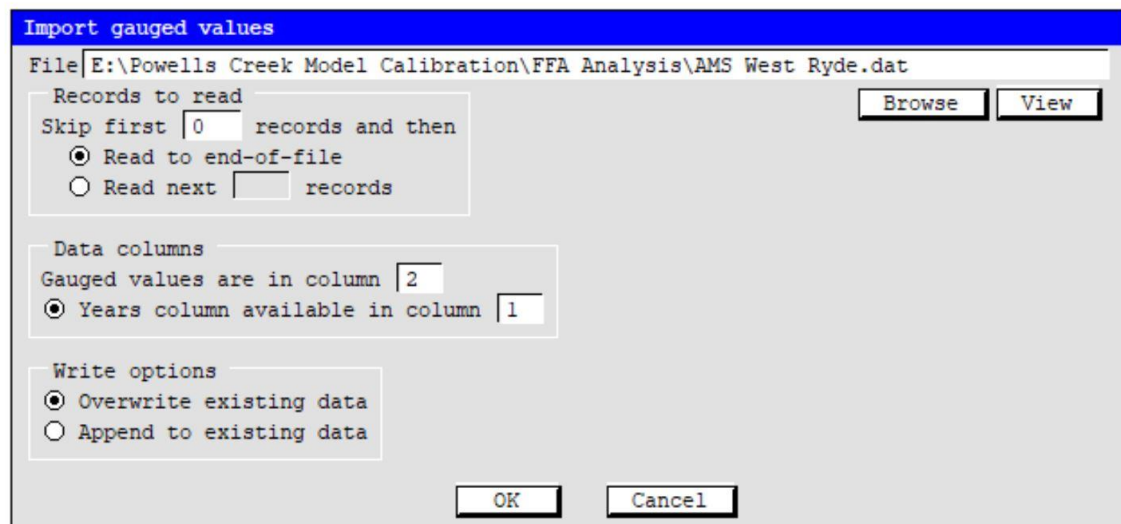 Import gauged values
File E:\Powells Creek Model Calibration\FFA Analysis\AMS West Ryde.dat
Browse View
Records to read
Skip first 0 records and then
Read to end-of-file
Read next records
Data columns
Gauged values are in column 2
Years column available in column 1
Write options
Overwrite existing data
Append to existing data
OK Cancel